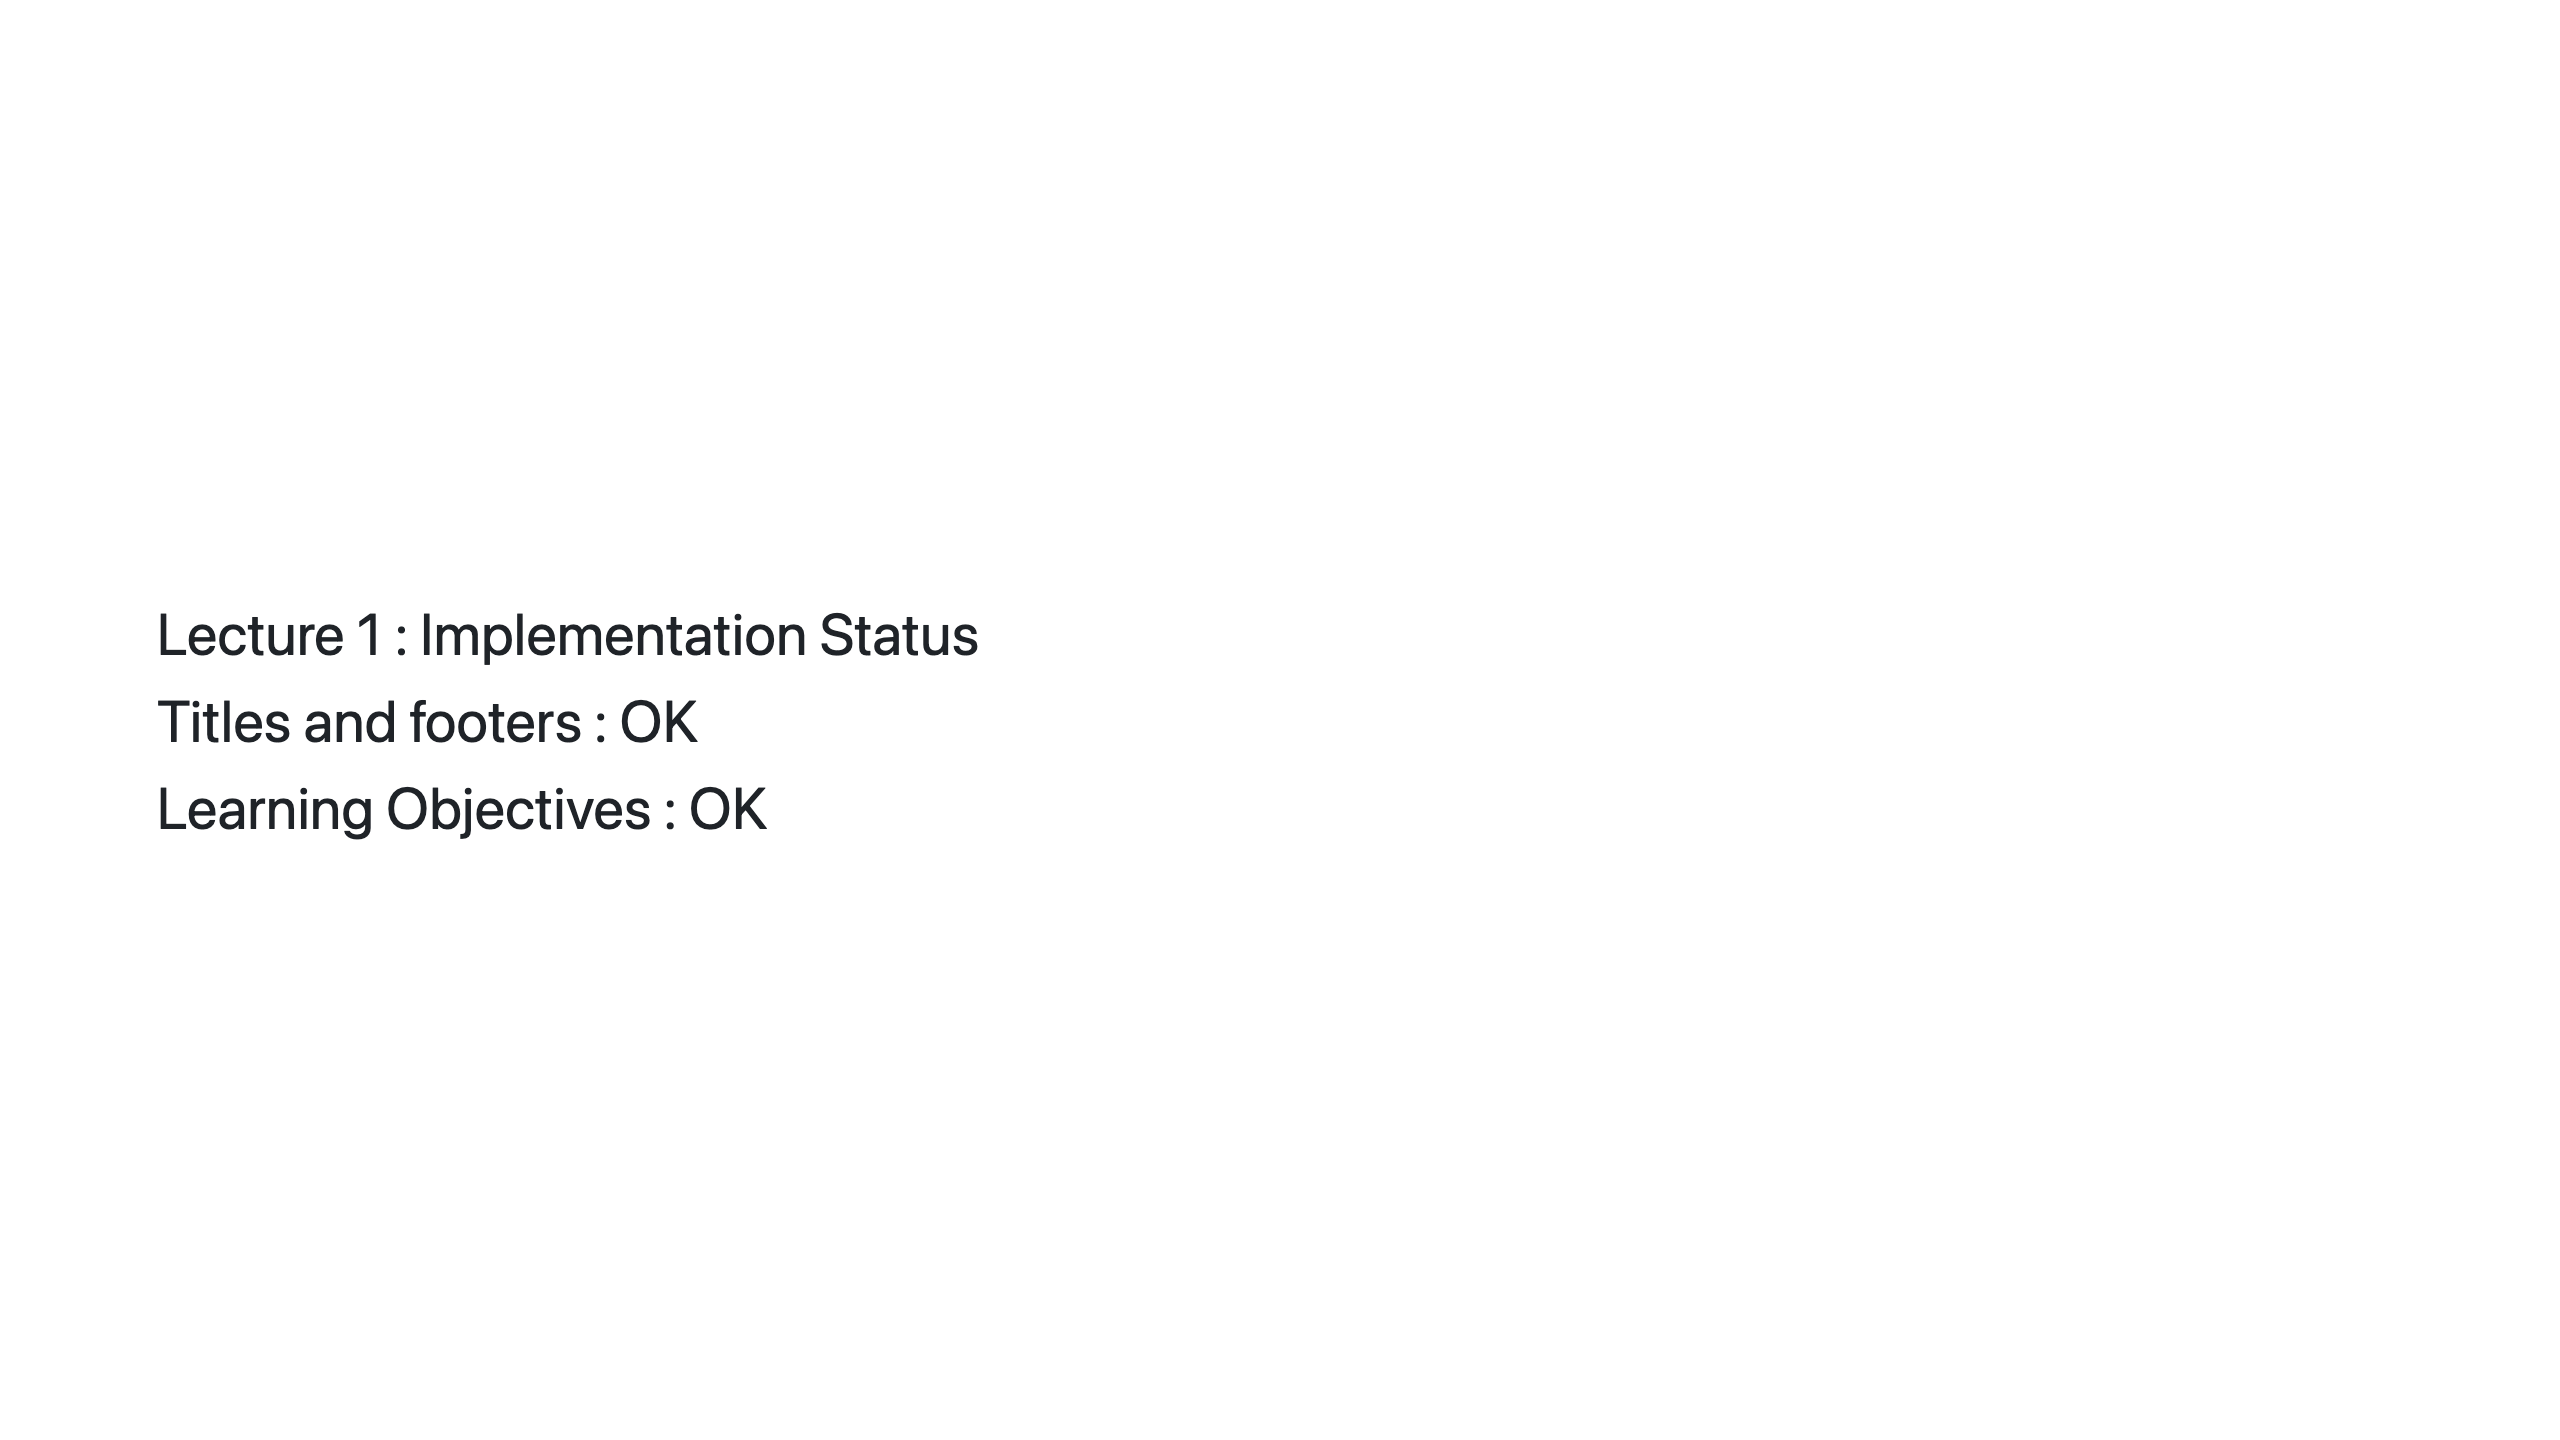 Lecture 1 : Implementation Status
Titles and footers : OK
Learning Objectives : OK